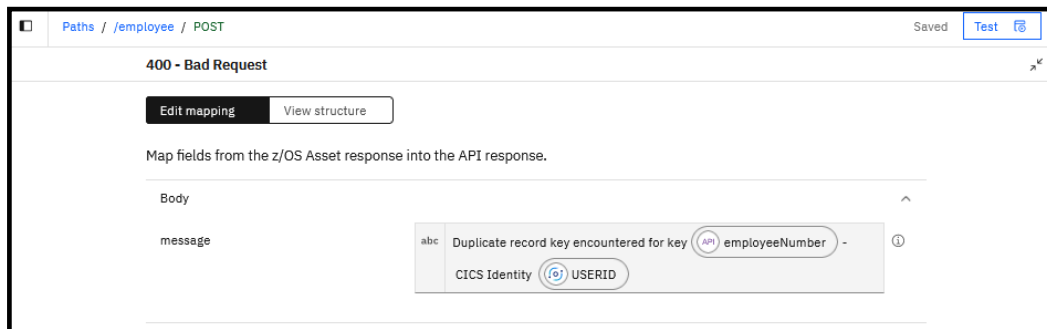 Paths / /employee / POST
Saved
Test
400 - Bad Request
Edit mapping
View structure
Map fields from the z/OS Asset response into the API response.
Body
message
abc
Duplicate record key encountered for key API employeeNumber -
CICS Identity USERID